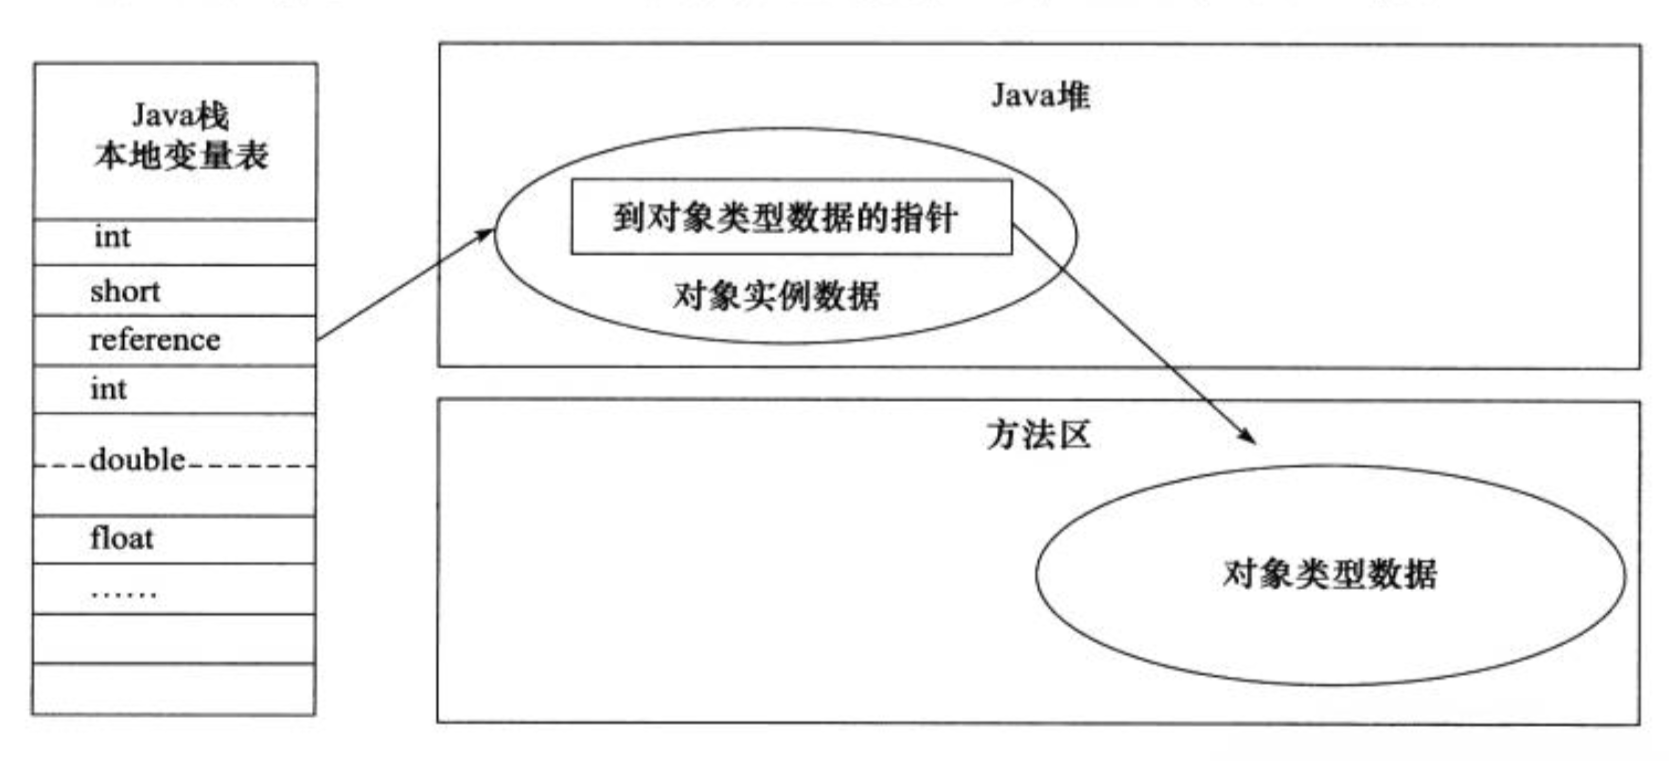 Java栈
本地变量表
int
short
reference
int
double
float
……
Java堆
到对象类型数据的指针
对象实例数据
方法区
对象类型数据